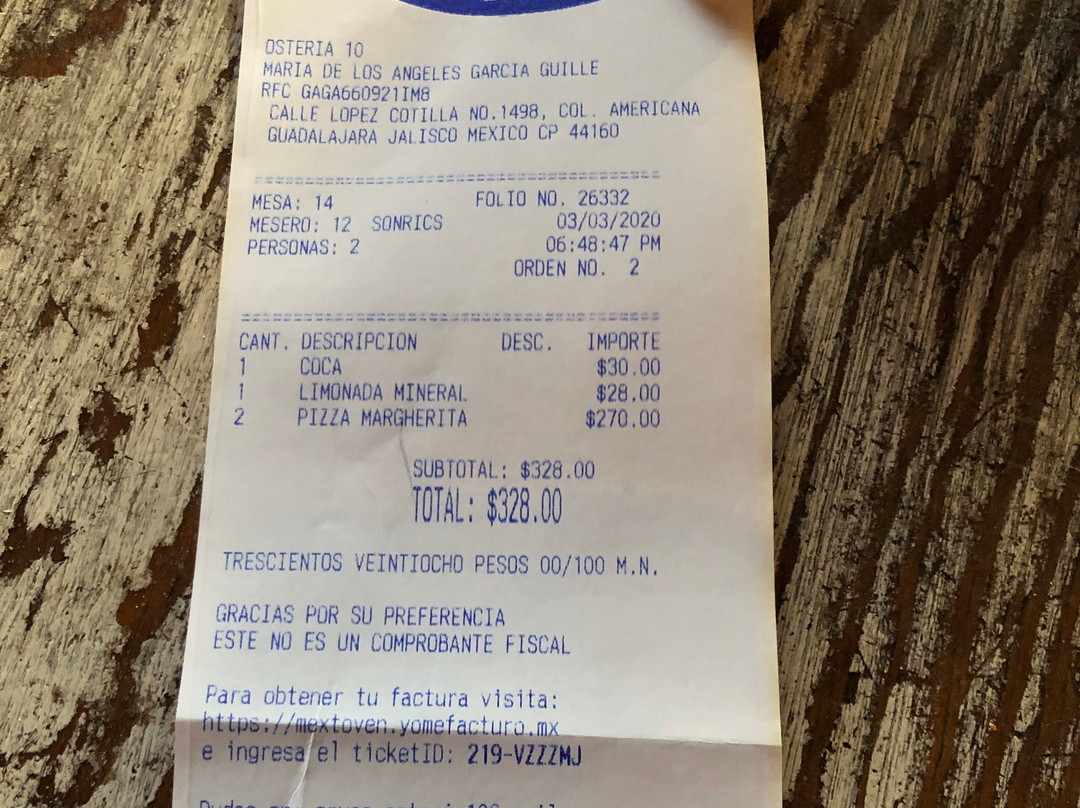 OSTERIA 10
MARIA DE LOS ANGELES GARCIA GUILLE
RFC GAGA660921IM8
CALLE LOPEZ COTILLA NO.1498, COL. AMERICANA
GUADALAJARA JALISCO MEXICO CP 44160
MESA: 14 FOLIO NO. 26332
MESERO: 12 SONRICS 03/03/2020
PERSONAS: 2 06:48:47 PM
ORDEN NO. 2
CANT. DESCRIPCION DESC. IMPORTE
1 COCA $30.00
1 LIMONADA MINERAL $28.00
2 PIZZA MARGHERITA $270.00
SUBTOTAL: $328.00
TOTAL: $328.00
TRESCIENTOS VEINTIOCHO PESOS 00/100 M.N.
GRACIAS POR SU PREFERENCIA
ESTE NO ES UN COMPROBANTE FISCAL
Para obtener tu factura visita:
https://mextoven.yomefacturo.mx
e ingresa el ticketID: 219-VZZZMJ